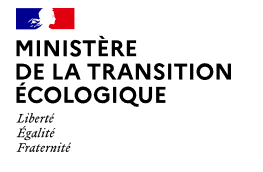 MINISTÈRE
DE LA TRANSITION
ÉCOLOGIQUE
Liberté
Égalité
Fraternité